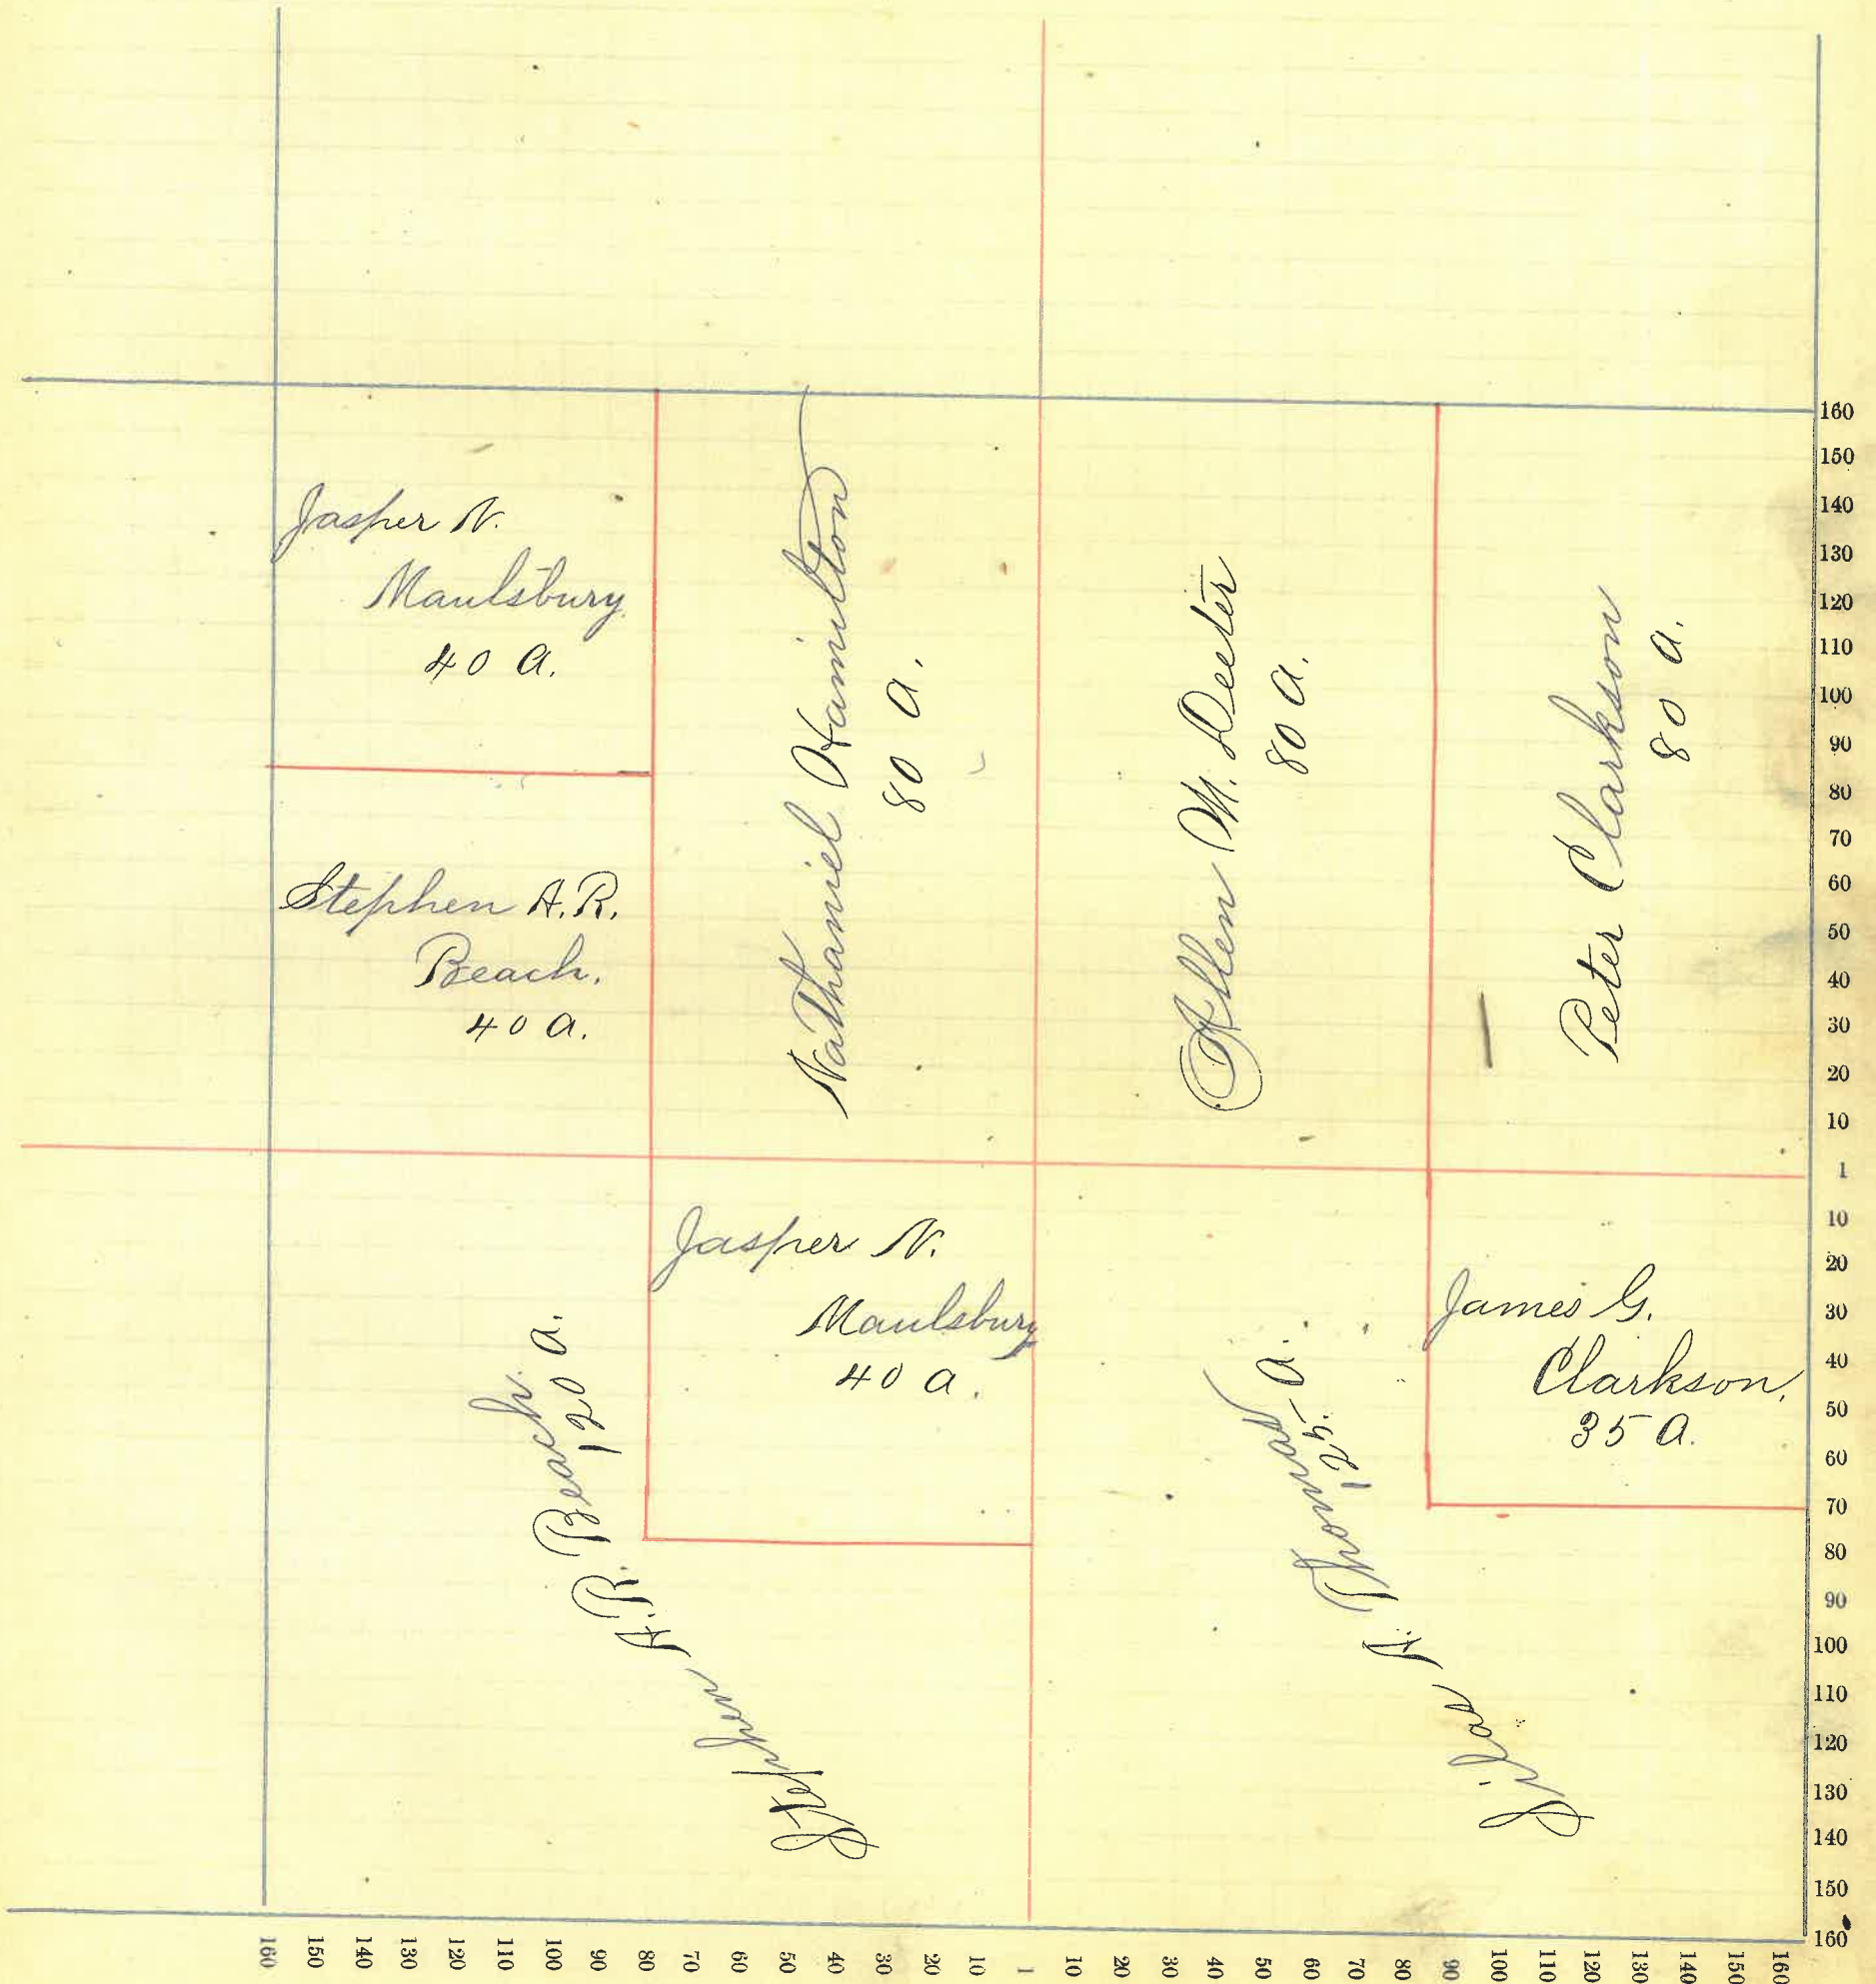 Jasper N.
Maulsbury.
40 A.
Nathaniel Hamilton
80 A.
Allen M. Deeter
80 A.
Peter Clarkson
80 A.
Stephen A. R.
Beach.
40 A.
Stephen A. R. Beach.
120 A.
Jasper N.
Maulsbury
40 A.
Silas A. Thomas
125 A.
James G.
Clarkson.
35 A.
160
150
140
130
120
110
100
90
80
70
60
50
40
30
20
10
1
10
20
30
40
50
60
70
80
90
100
110
120
130
140
150
160
160 150 140 130 120 110 100 90 80 70 60 50 40 30 20 10 1 10 20 30 40 50 60 70 80 90 100 110 120 130 140 150 160